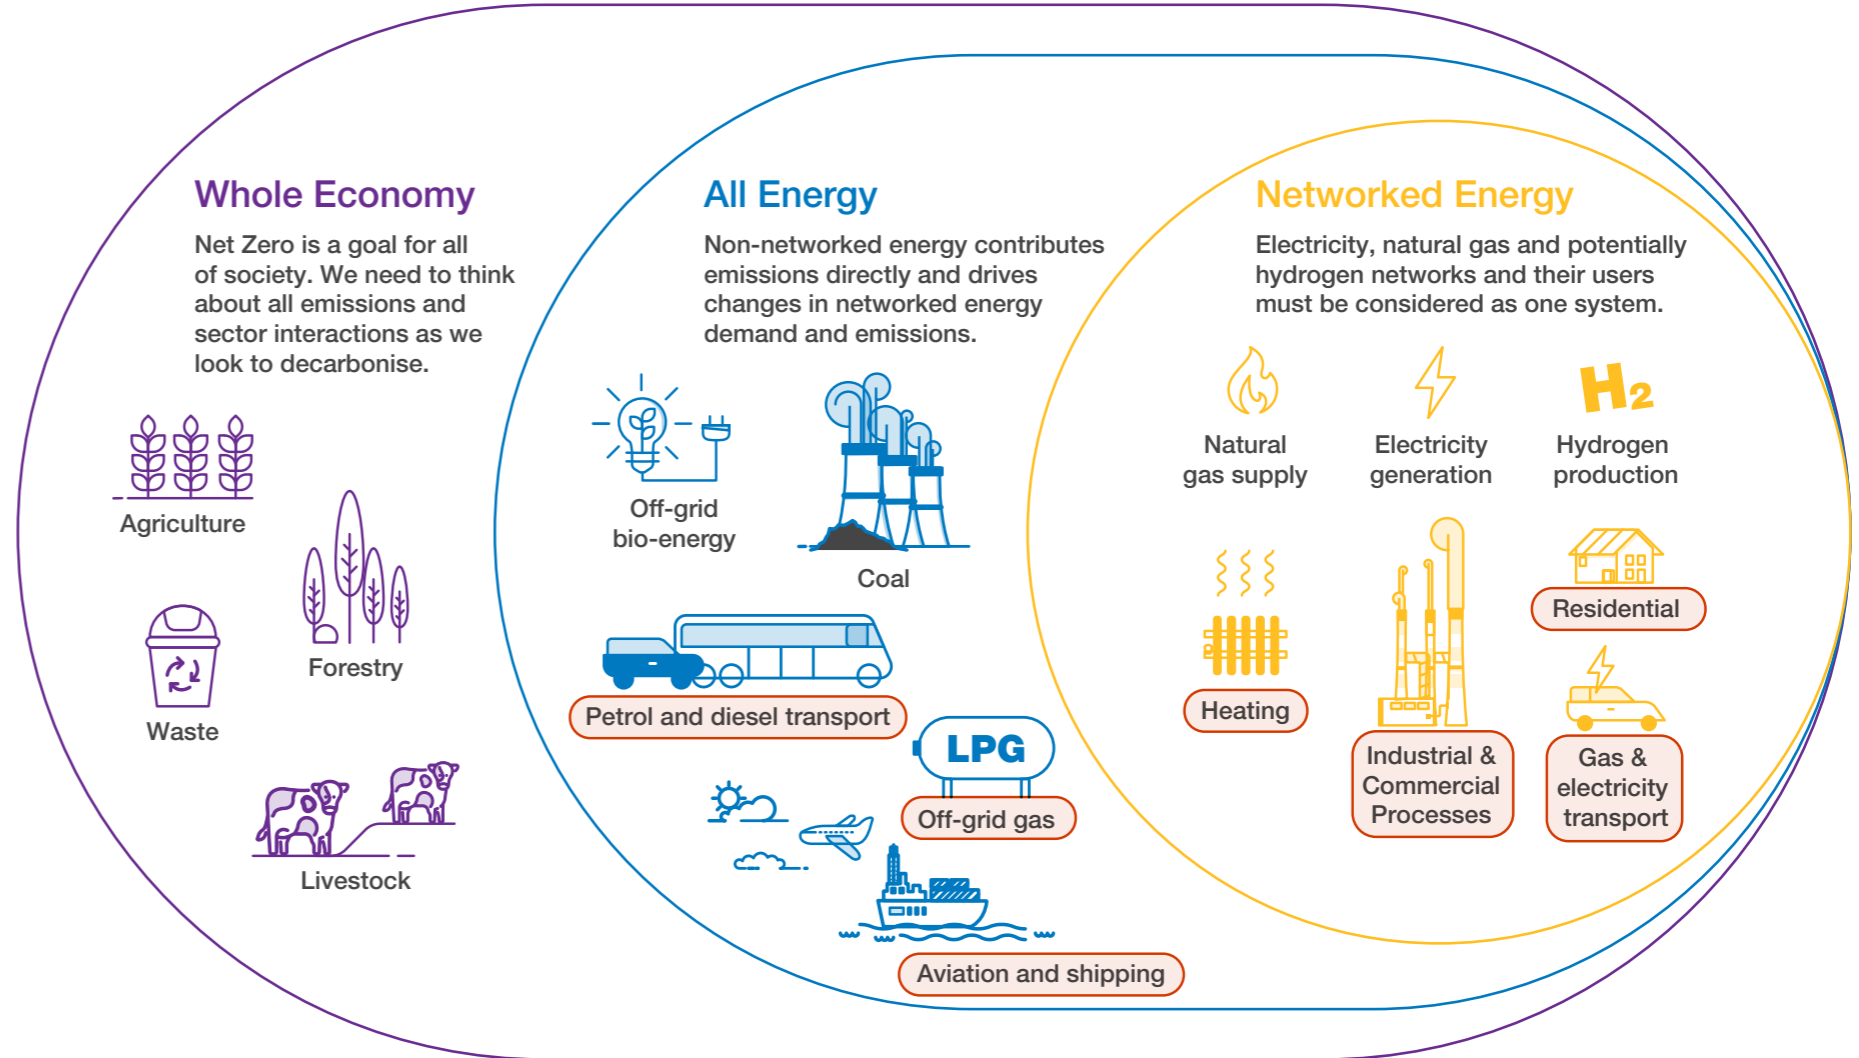 Whole Economy
Net Zero is a goal for all
of society. We need to think
about all emissions and
sector interactions as we
look to decarbonise.
Agriculture
Forestry
Waste
Livestock
All Energy
Non-networked energy contributes
emissions directly and drives
changes in networked energy
demand and emissions.
Off-grid
bio-energy
Coal
Petrol and diesel transport
LPG
Off-grid gas
Aviation and shipping
Networked Energy
Electricity, natural gas and potentially
hydrogen networks and their users
must be considered as one system.
Natural
gas supply
Electricity
generation
H2
Hydrogen
production
Residential
Heating
Industrial &
Commercial
Processes
Gas &
electricity
transport